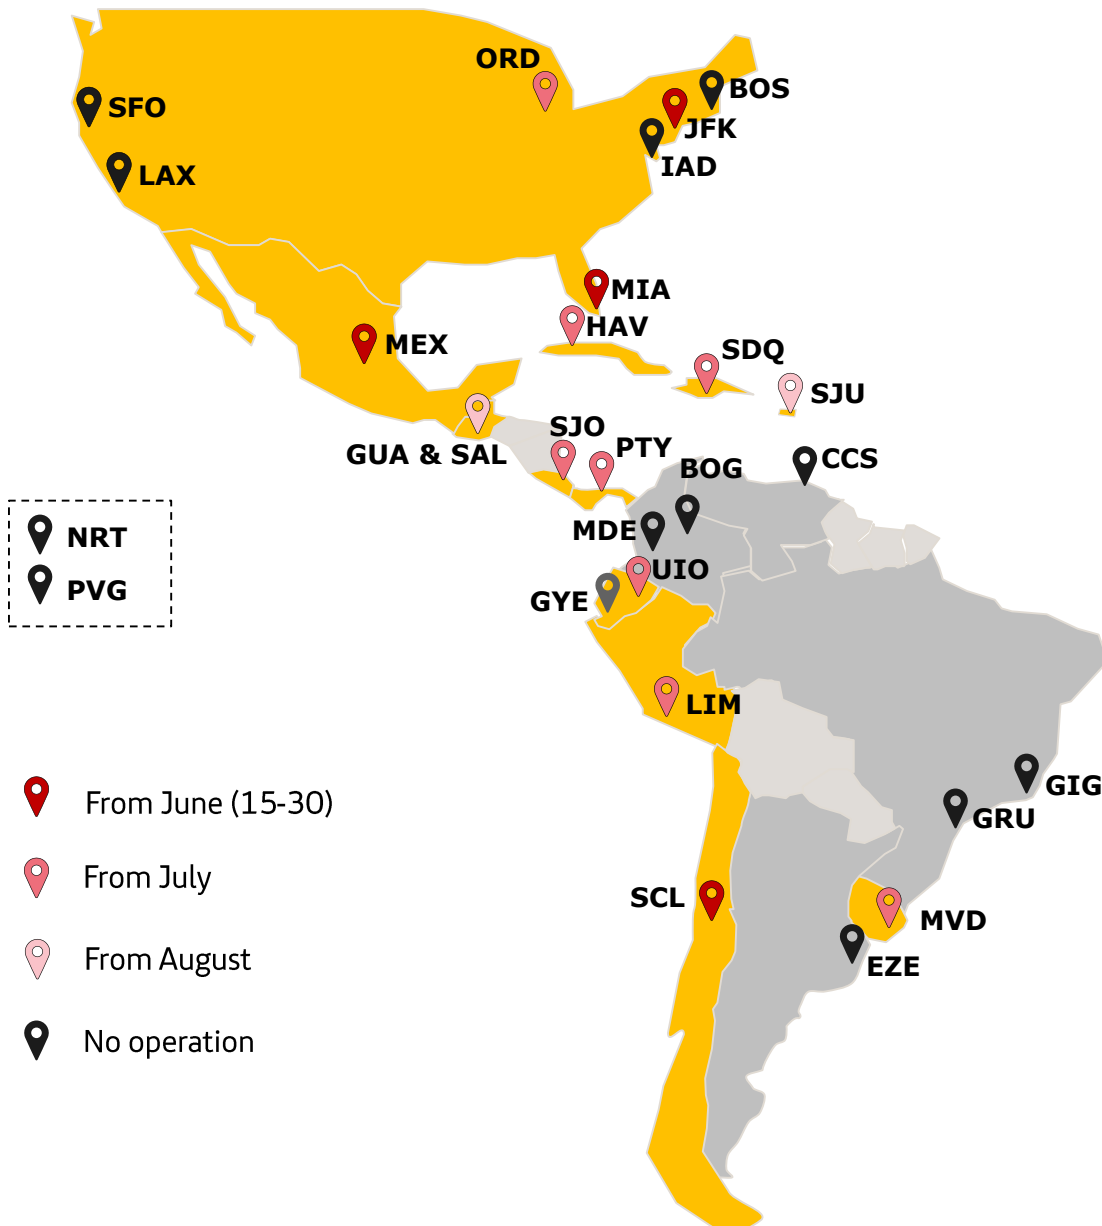 ORD
BOS
SFO
JFK
IAD
LAX
MIA
HAV
MEX
SDQ
SJU
SJO
GUA & SAL
PTY
BOG
CCS
MDE
NRT
UIO
PVG
GYE
LIM
GIG
From June (15-30)
GRU
From July
SCL
MVD
From August
EZE
No operation